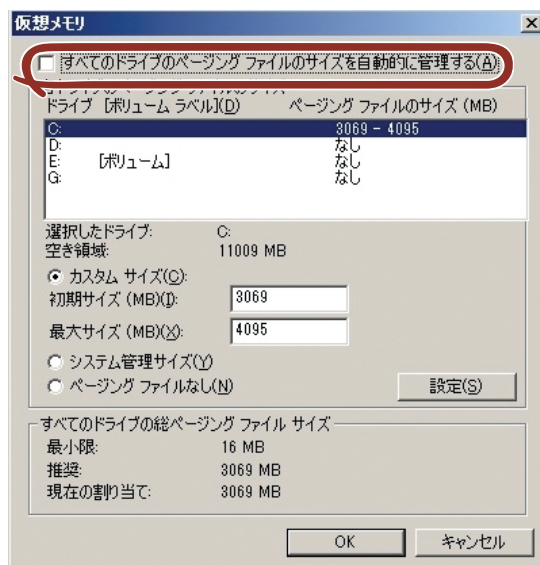 仮想メモリ
すべてのドライブのページング ファイルのサイズを自動的に管理する(A)
ドライブ [ボリューム ラベル](D) ページング ファイルのサイズ (MB)
C: 3069 - 4095
D: なし
E: [ボリューム] なし
G: なし
選択したドライブ: C:
空き領域: 11009 MB
カスタム サイズ(C):
初期サイズ (MB)(I): 3069
最大サイズ (MB)(X): 4095
システム管理サイズ(Y)
ページング ファイルなし(N) 設定(S)
すべてのドライブの総ページング ファイル サイズ
最小限: 16 MB
推奨: 3069 MB
現在の割り当て: 3069 MB
OK キャンセル